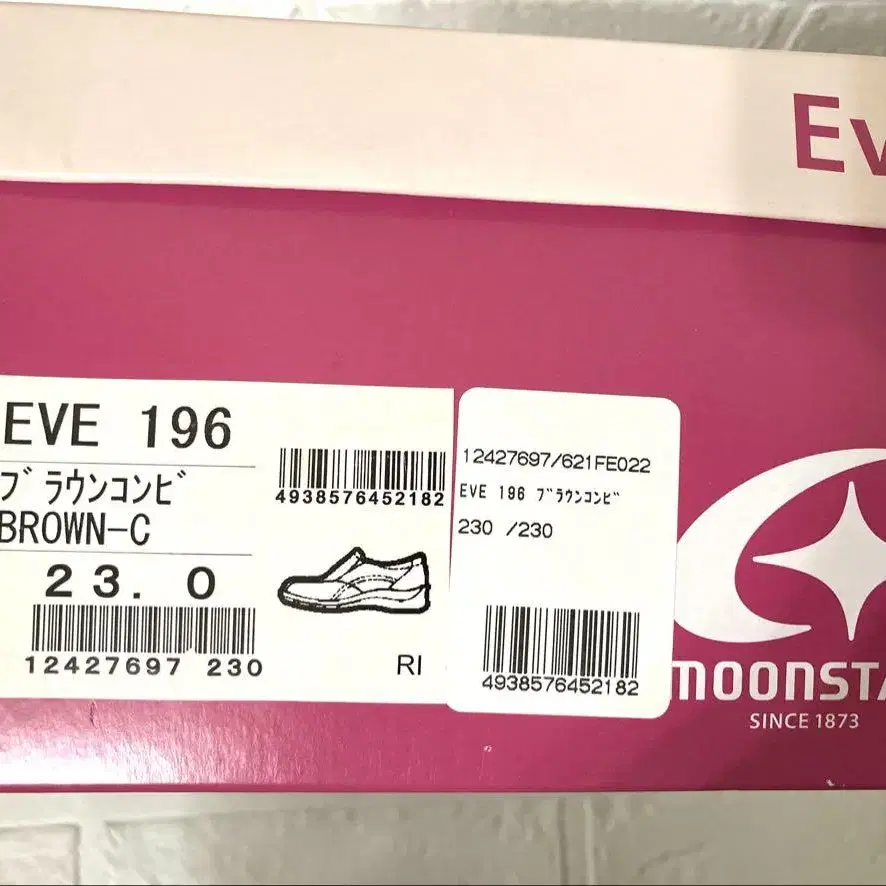 Ev
EVE 196
ﾌﾞﾗｳﾝｺﾝﾋﾞ
BROWN-C
23.0
12427697 230
4938576452182
RI
12427697/621FE022
EVE 196 ﾌﾞﾗｳﾝｺﾝﾋﾞ
230 /230
4938576452182
MOONSTA
SINCE 1873